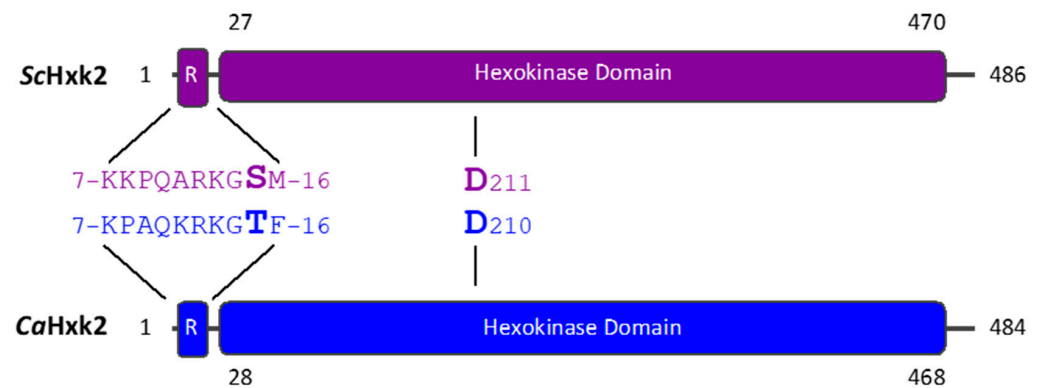 27 470
ScHxk2 1 R Hexokinase Domain 486
7-KKPQARKGSM-16 D211
7-KPAQKRKGTF-16 D210
CaHxk2 1 R Hexokinase Domain 484
28 468